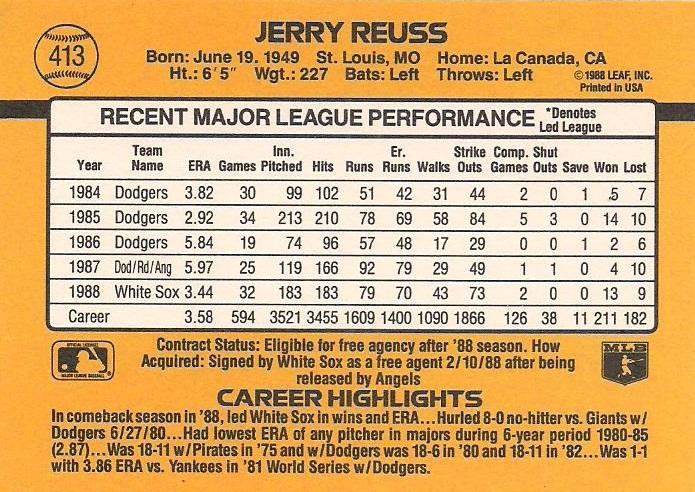 413
JERRY REUSS
Born: June 19, 1949 St. Louis, MO Home: La Canada, CA
Ht.: 6'5" Wgt.: 227 Bats: Left Throws: Left
©1988 LEAF, INC.
Printed in USA
RECENT MAJOR LEAGUE PERFORMANCE *Denotes Led League
Year Team Name ERA Games Inn. Pitched Hits Runs Er. Runs Walks Strike Outs Comp. Games Shut Outs Save Won Lost
1984 Dodgers 3.82 30 99 102 51 42 31 44 2 0 1 5 7
1985 Dodgers 2.92 34 213 210 78 69 58 84 5 3 0 14 10
1986 Dodgers 5.84 19 74 96 57 48 17 29 0 0 1 2 6
1987 Dod/Rd/Ang 5.97 25 119 166 92 79 29 49 1 1 0 4 10
1988 White Sox 3.44 32 183 183 79 70 43 73 2 0 0 13 9
Career 3.58 594 3521 3455 1609 1400 1090 1866 126 38 11 211 182
Contract Status: Eligible for free agency after '88 season. How
Acquired: Signed by White Sox as a free agent 2/10/88 after being
released by Angels
OFFICIAL LICENSEE
MAJOR LEAGUE BASEBALL
MLB
CAREER HIGHLIGHTS
In comeback season in '88, led White Sox in wins and ERA...Hurled 8-0 no-hitter vs. Giants w/
Dodgers 6/27/80...Had lowest ERA of any pitcher in majors during 6-year period 1980-85
(2.87)...Was 18-11 w/Pirates in '75 and w/Dodgers was 18-6 in '80 and 18-11 in '82...Was 1-1
with 3.86 ERA vs. Yankees in '81 World Series w/Dodgers.